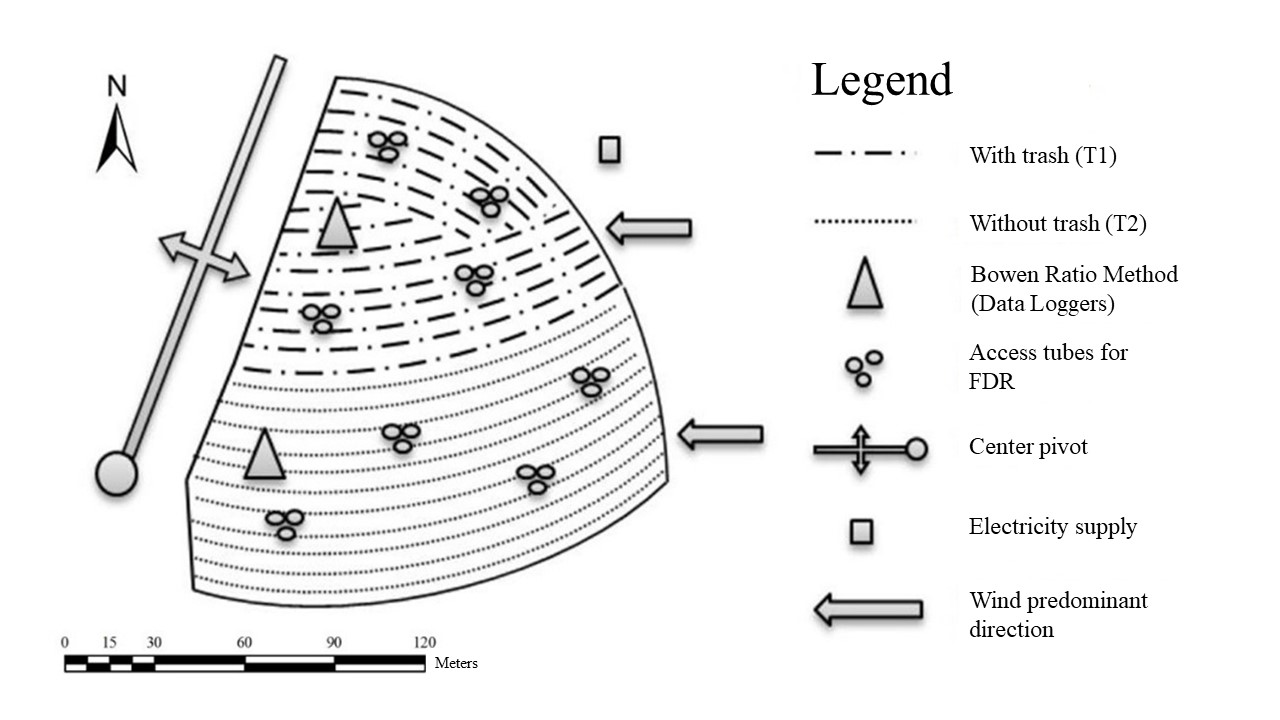 N
Legend
With trash (T1)
Without trash (T2)
Bowen Ratio Method
(Data Loggers)
Access tubes for
FDR
Center pivot
Electricity supply
Wind predominant
direction
0 15 30 60 90 120
Meters